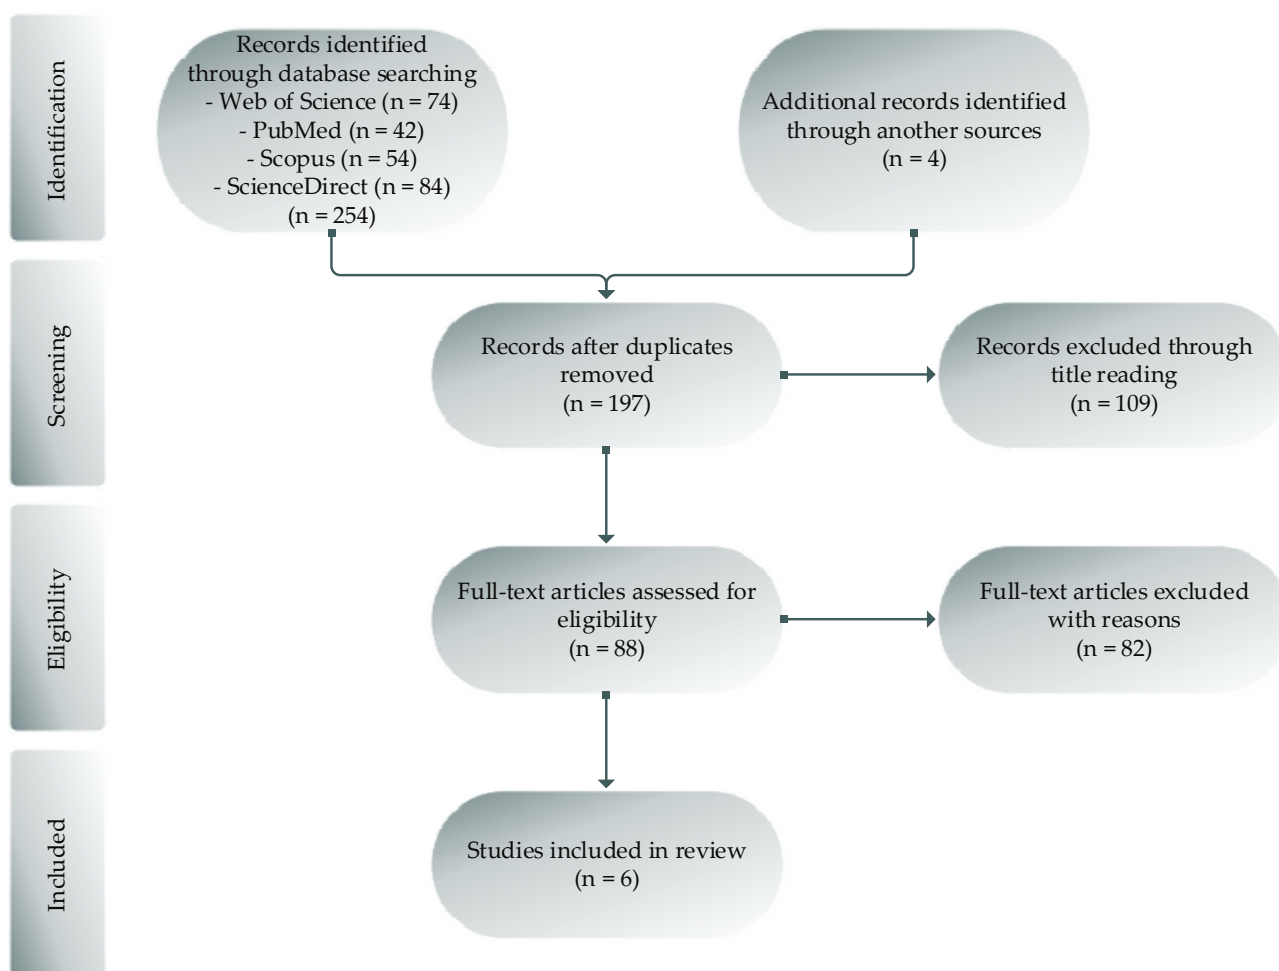 Identification
Records identified
through database searching
- Web of Science (n = 74)
- PubMed (n = 42)
- Scopus (n = 54)
- ScienceDirect (n = 84)
(n = 254)
Additional records identified
through another sources
(n = 4)
Screening
Records after duplicates
removed
(n = 197)
Records excluded through
title reading
(n = 109)
Eligibility
Full-text articles assessed for
eligibility
(n = 88)
Full-text articles excluded
with reasons
(n = 82)
Included
Studies included in review
(n = 6)